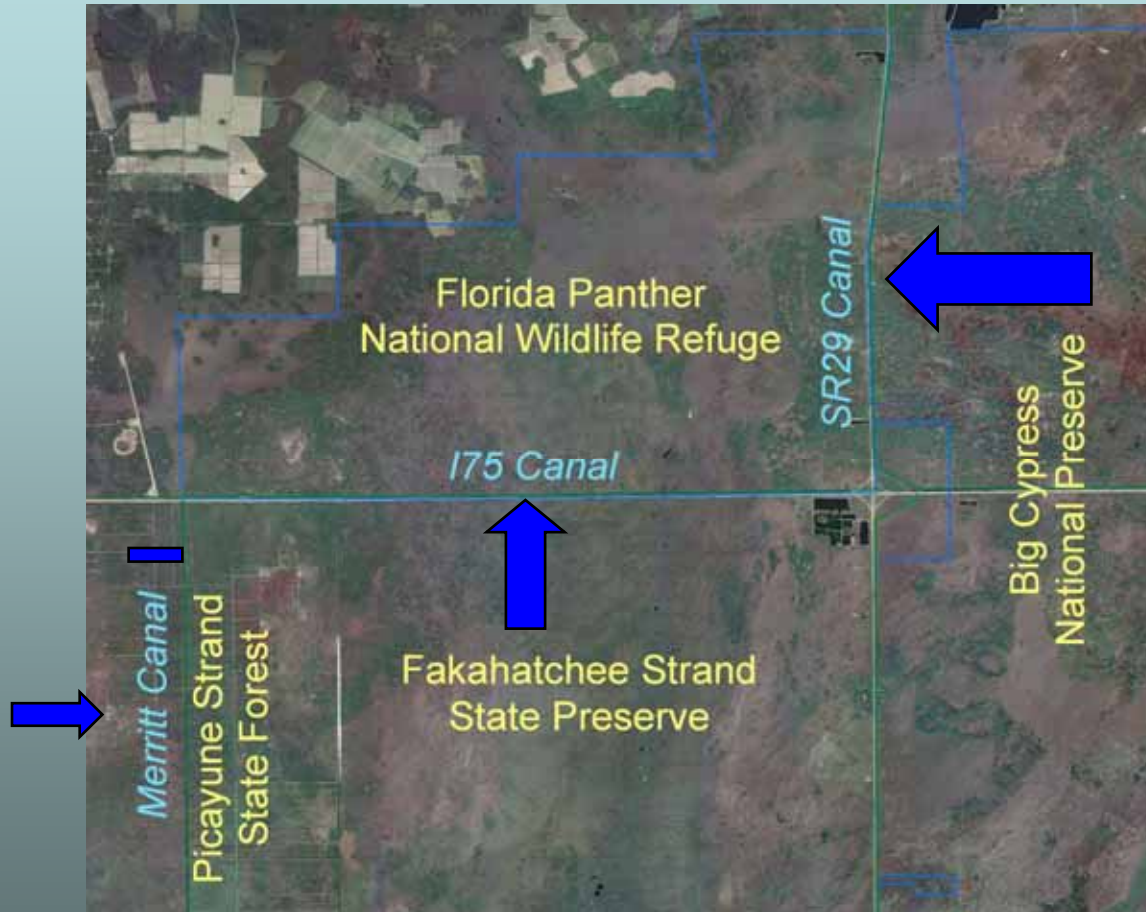 Florida Panther
National Wildlife Refuge
SR29 Canal
Big Cypress
National Preserve
I75 Canal
Merritt Canal
Picayune Strand
State Forest
Fakahatchee Strand
State Preserve